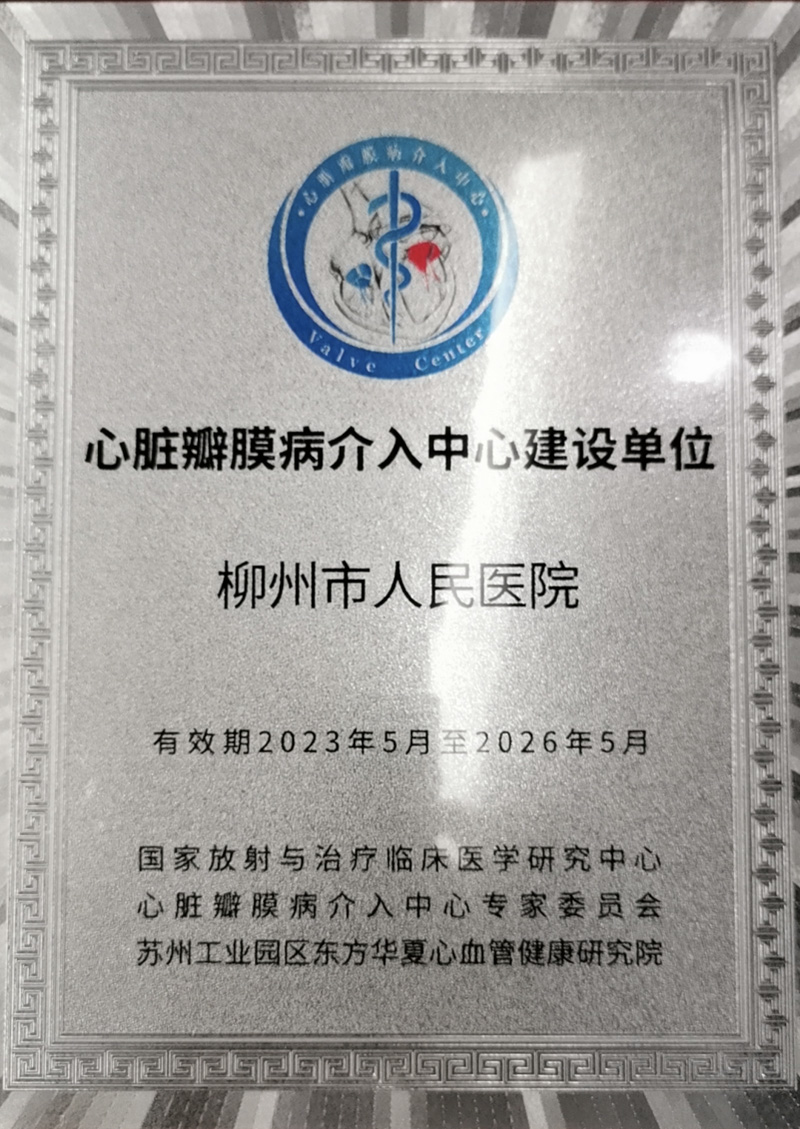 心脏瓣膜病介入中心
Valve Center
心脏瓣膜病介入中心建设单位
柳州市人民医院
有效期2023年5月至2026年5月
国家放射与治疗临床医学研究中心
心脏瓣膜病介入中心专家委员会
苏州工业园区东方华夏心血管健康研究院